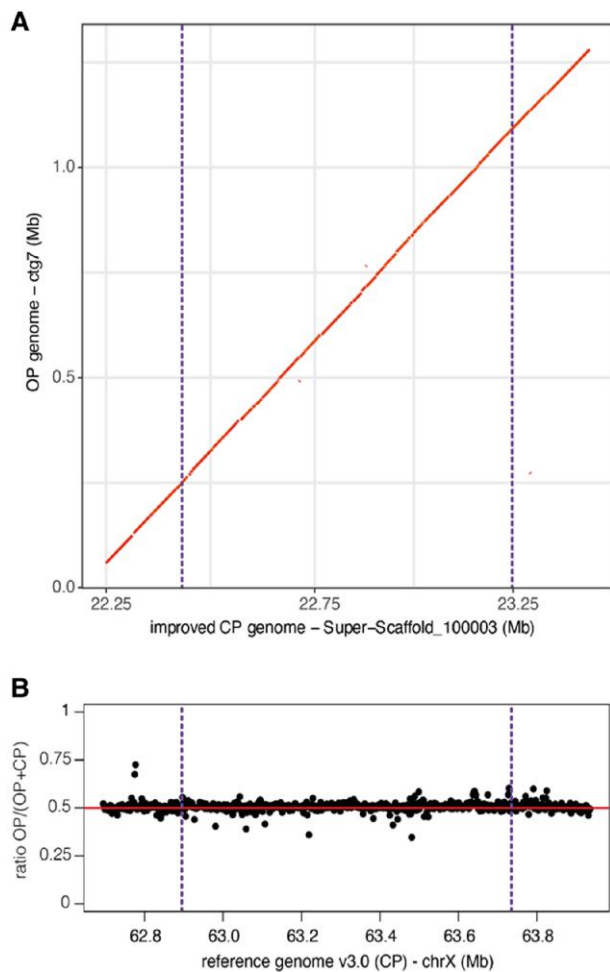 A
1.0
0.5
0.0
OP genome – ctg7 (Mb)
22.25 22.75 23.25
improved CP genome – Super–Scaffold_100003 (Mb)
B
1
0.75
0.5
0.25
0
ratio OP/(OP+CP)
62.8 63.0 63.2 63.4 63.6 63.8
reference genome v3.0 (CP) - chrX (Mb)